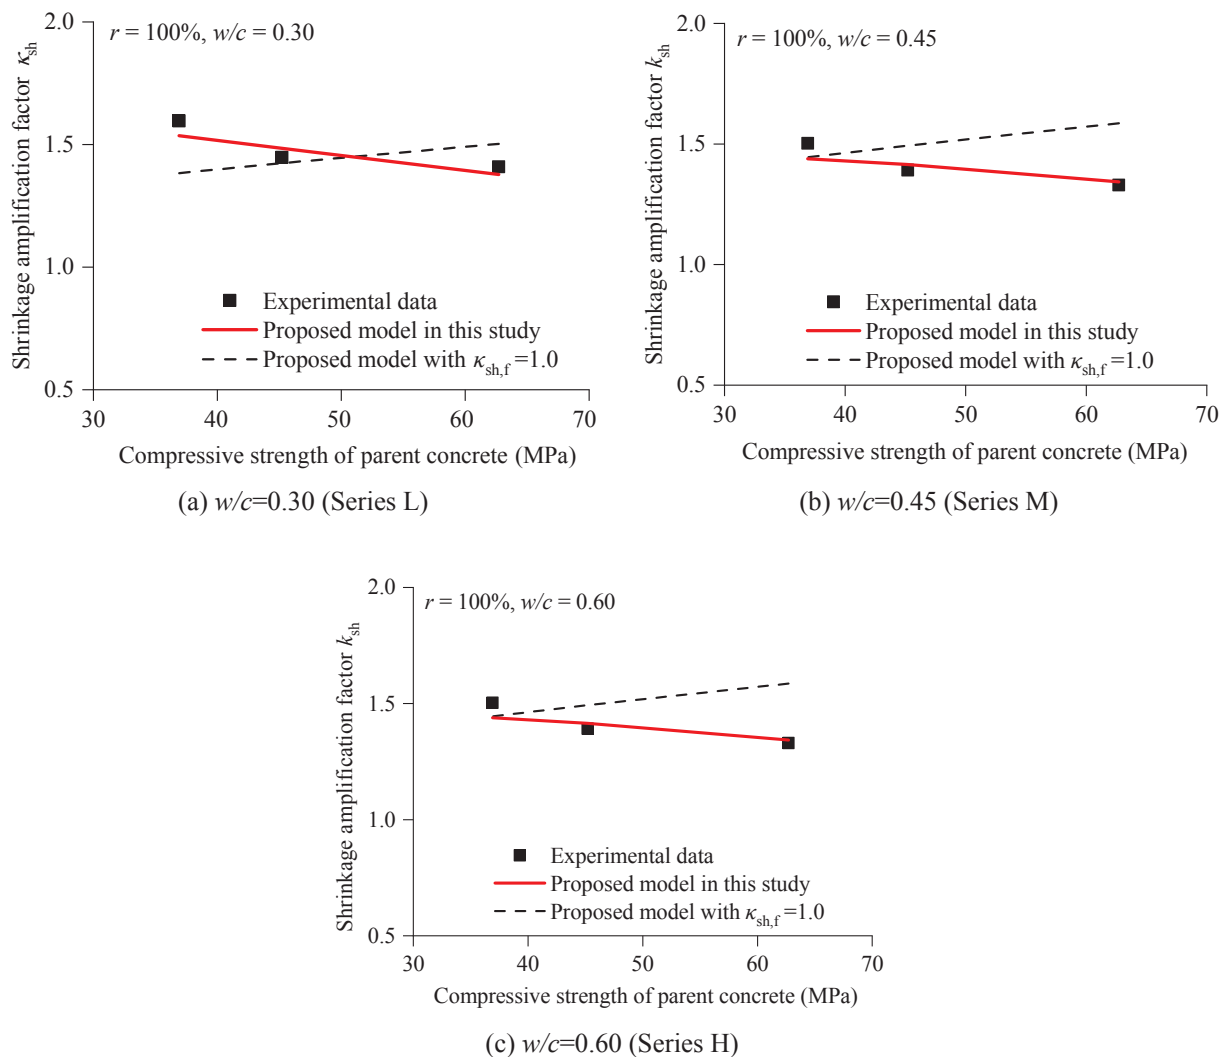 2.0
r = 100%, w/c = 0.30
1.5
1.0
0.5
Shrinkage amplification factor κsh
Experimental data
Proposed model in this study
Proposed model with κsh,f =1.0
30 40 50 60 70
Compressive strength of parent concrete (MPa)
(a) w/c=0.30 (Series L)
2.0
r = 100%, w/c = 0.45
1.5
1.0
0.5
Shrinkage amplification factor ksh
Experimental data
Proposed model in this study
Proposed model with κsh,f =1.0
30 40 50 60 70
Compressive strength of parent concrete (MPa)
(b) w/c=0.45 (Series M)
2.0
r = 100%, w/c = 0.60
1.5
1.0
0.5
Shrinkage amplification factor ksh
Experimental data
Proposed model in this study
Proposed model with κsh,f =1.0
30 40 50 60 70
Compressive strength of parent concrete (MPa)
(c) w/c=0.60 (Series H)